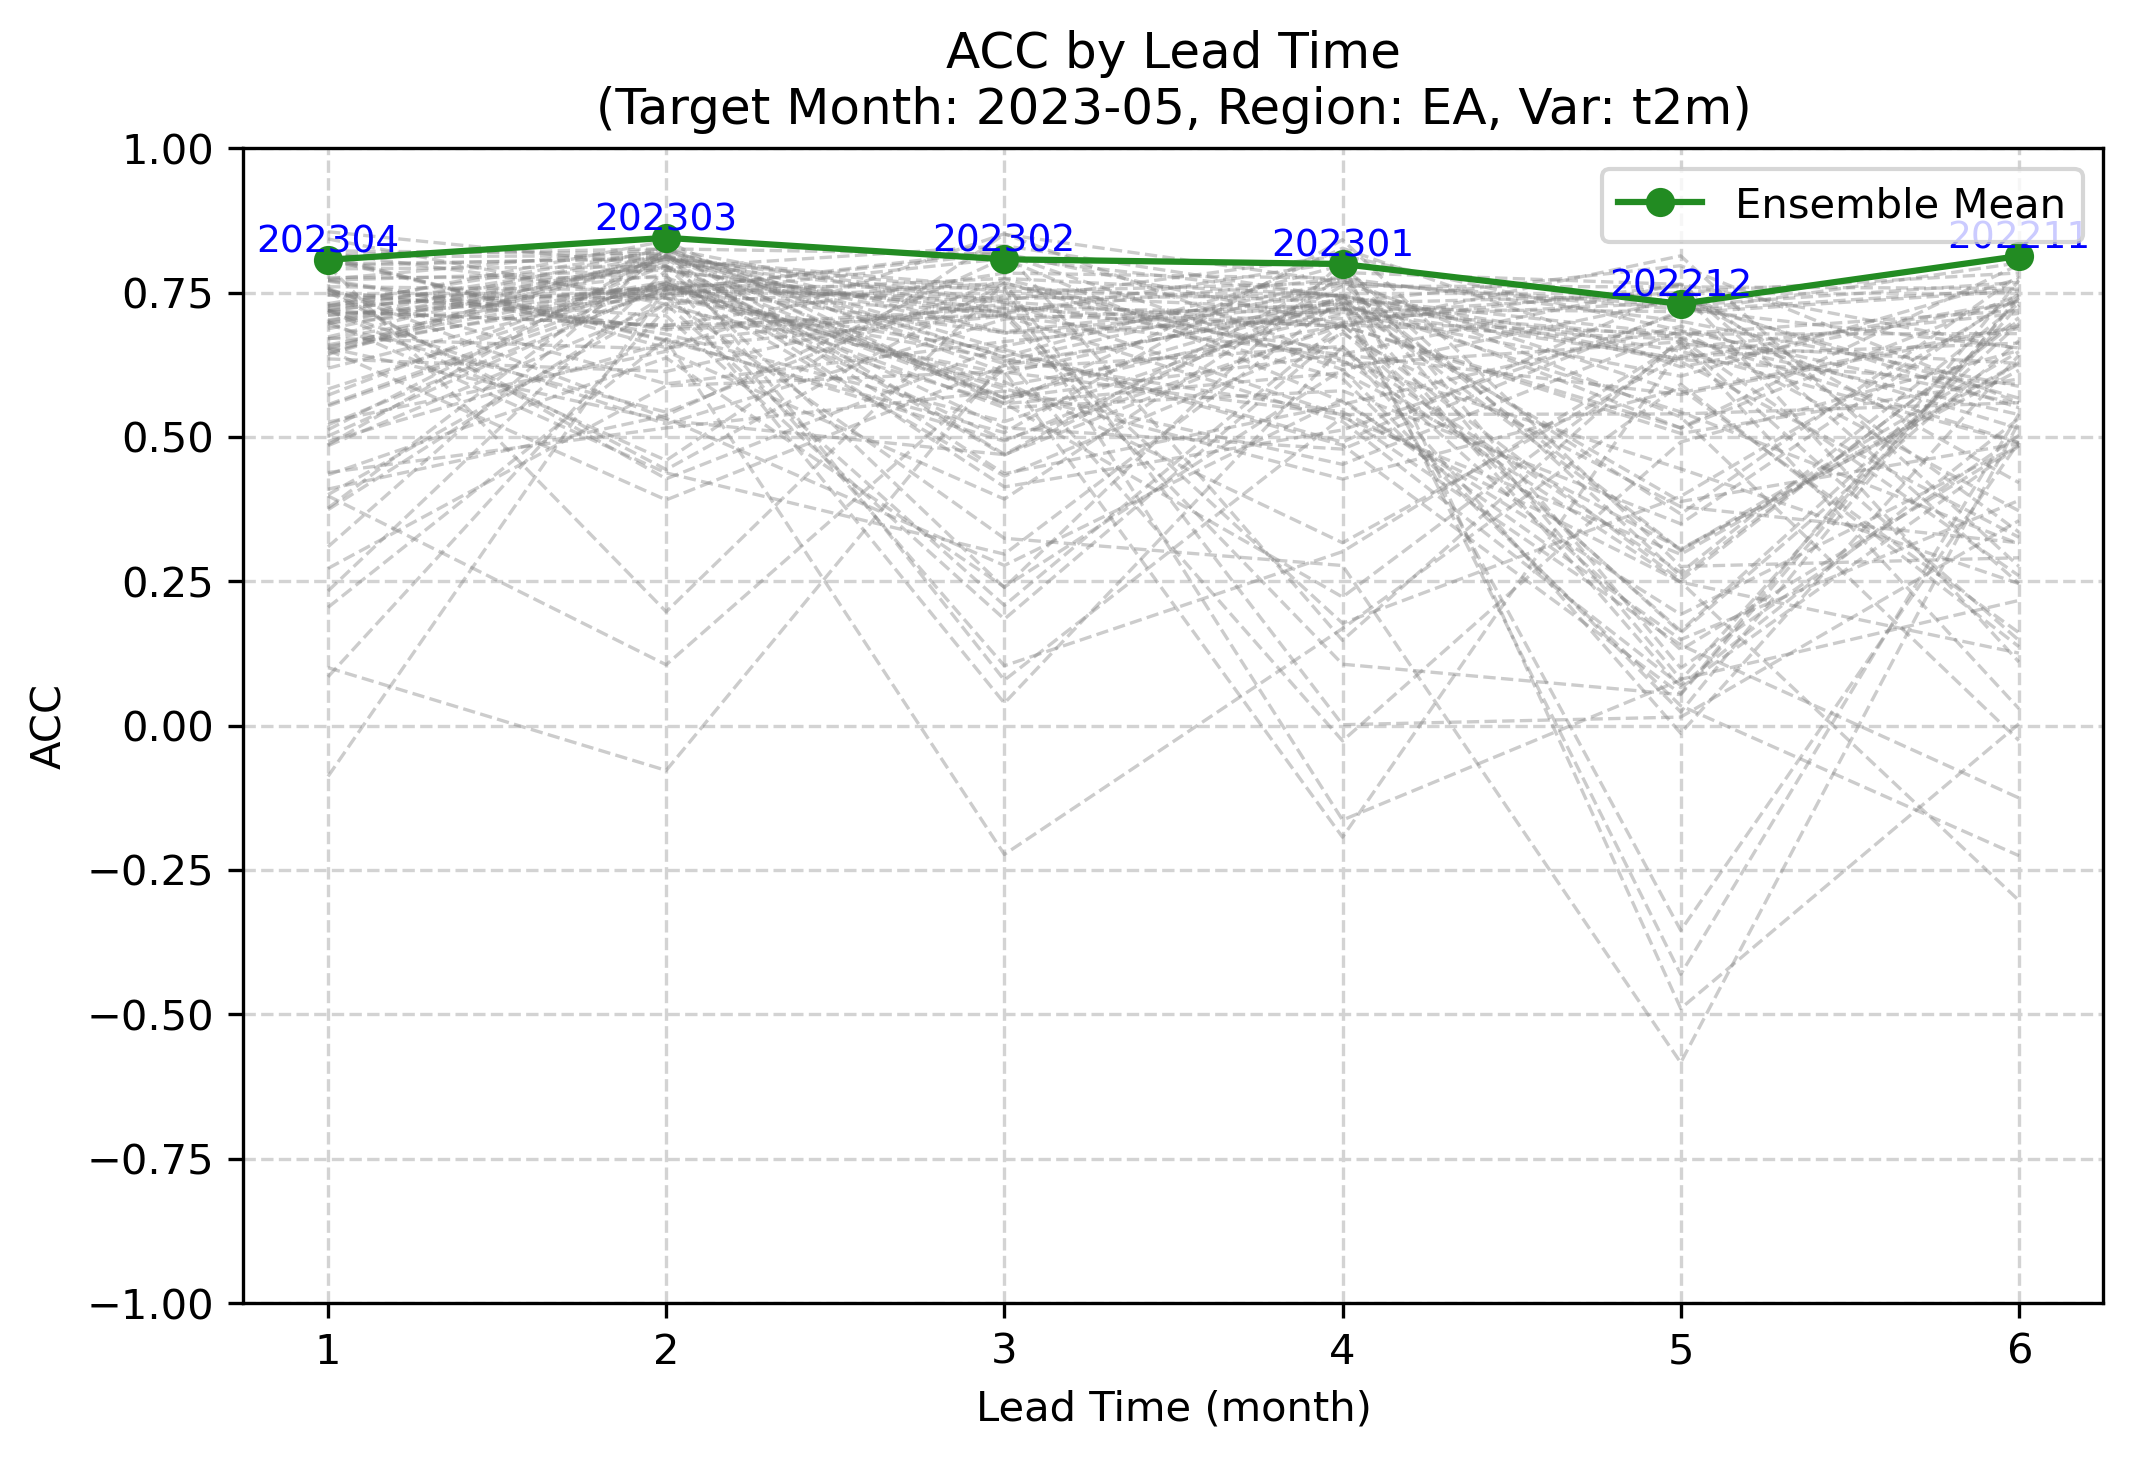 ACC by Lead Time
(Target Month: 2023-05, Region: EA, Var: t2m)
1.00
0.75
0.50
0.25
0.00
−0.25
−0.50
−0.75
−1.00
ACC
Ensemble Mean
202304
202303
202302
202301
202212
202211
1 2 3 4 5 6
Lead Time (month)